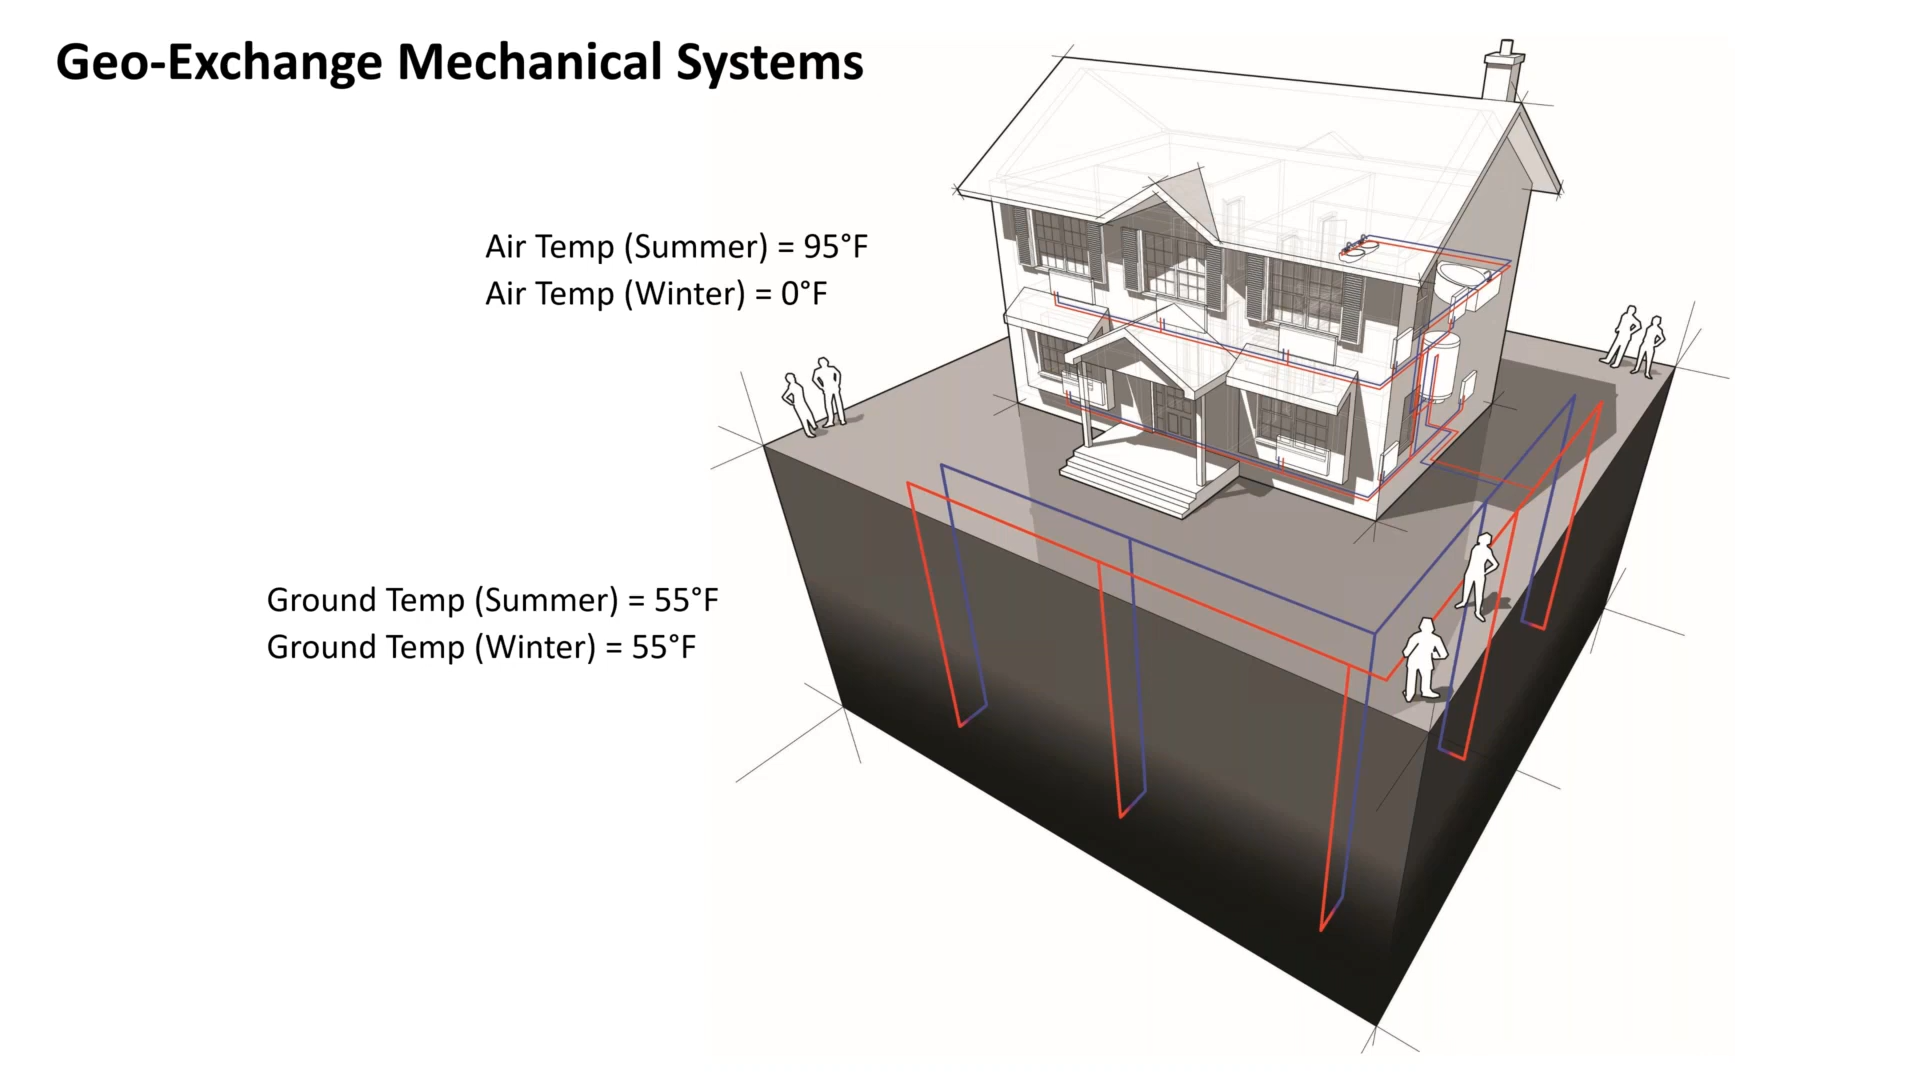 Geo-Exchange Mechanical Systems
Air Temp (Summer) = 95°F
Air Temp (Winter) = 0°F
Ground Temp (Summer) = 55°F
Ground Temp (Winter) = 55°F